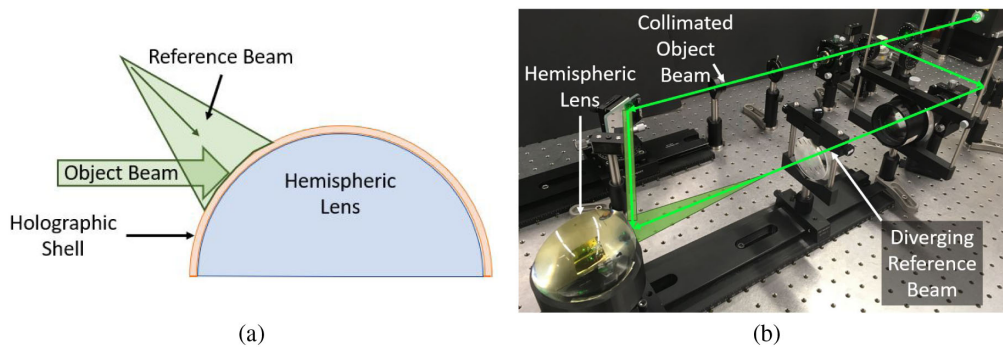 Reference Beam
Object Beam
Hemispheric
Lens
Holographic
Shell
(a)
Collimated
Object
Beam
Hemispheric
Lens
Diverging
Reference
Beam
(b)